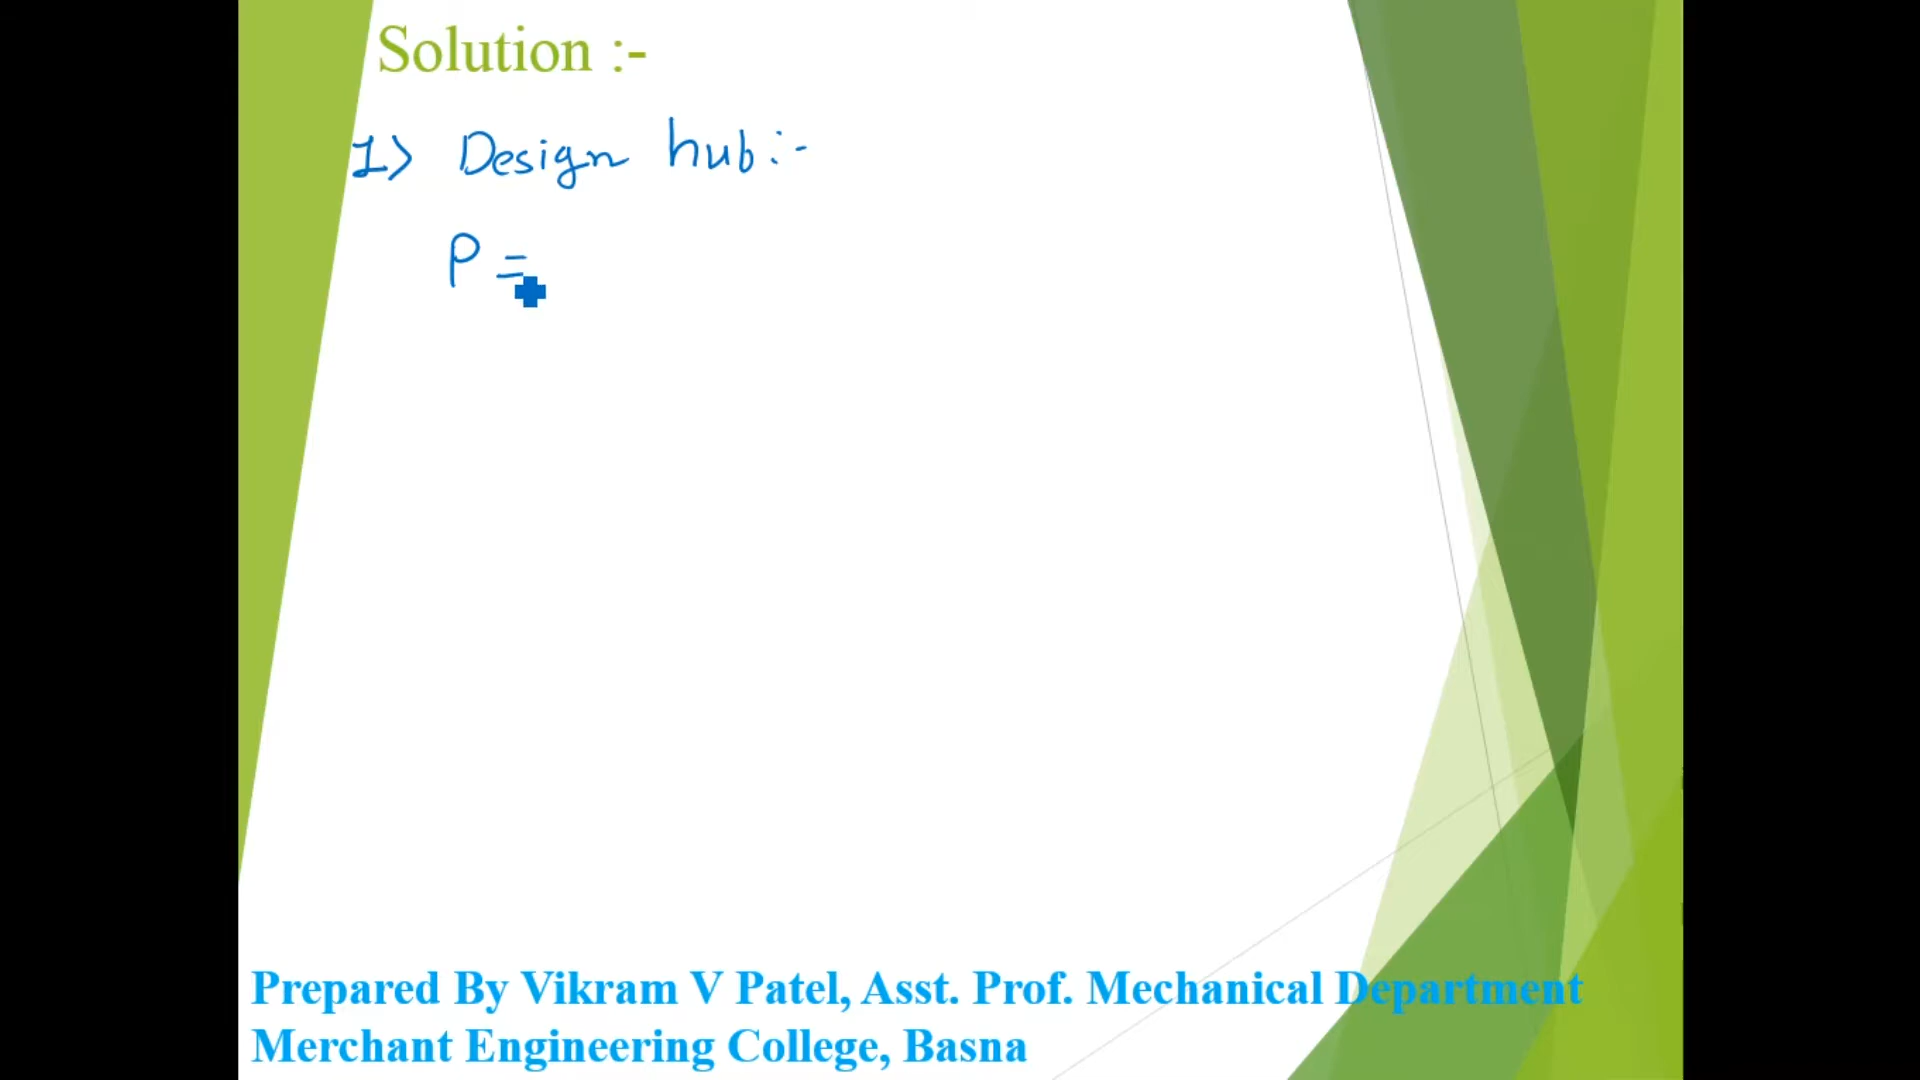 Solution :-
1> Design hub:-
P =
Prepared By Vikram V Patel, Asst. Prof. Mechanical Department
Merchant Engineering College, Basna